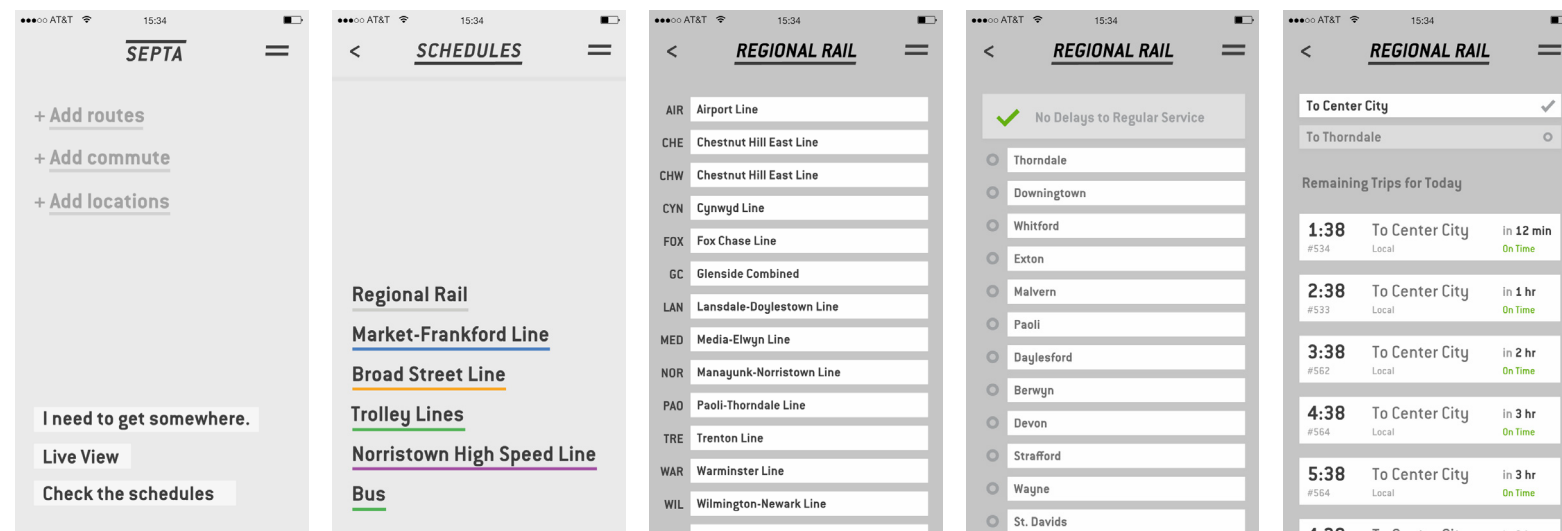 ●●●○○ AT&T 15:34
SEPTA
+ Add routes
+ Add commute
+ Add locations
I need to get somewhere.
Live View
Check the schedules
●●●○○ AT&T 15:34
< SCHEDULES
Regional Rail
Market-Frankford Line
Broad Street Line
Trolley Lines
Norristown High Speed Line
Bus
●●●○○ AT&T 15:34
< REGIONAL RAIL
AIR Airport Line
CHE Chestnut Hill East Line
CHW Chestnut Hill East Line
CYN Cynwyd Line
FOX Fox Chase Line
GC Glenside Combined
LAN Lansdale-Doylestown Line
MED Media-Elwyn Line
NOR Manayunk-Norristown Line
PAO Paoli-Thorndale Line
TRE Trenton Line
WAR Warminster Line
WIL Wilmington-Newark Line
●●●○○ AT&T 15:34
< REGIONAL RAIL
No Delays to Regular Service
Thorndale
Downingtown
Whitford
Exton
Malvern
Paoli
Daylesford
Berwyn
Devon
Strafford
Wayne
St. Davids
●●●○○ AT&T 15:34
< REGIONAL RAIL
To Center City
To Thorndale
Remaining Trips for Today
1:38 To Center City in 12 min
#534 Local On Time
2:38 To Center City in 1 hr
#533 Local On Time
3:38 To Center City in 2 hr
#562 Local On Time
4:38 To Center City in 3 hr
#564 Local On Time
5:38 To Center City in 3 hr
#564 Local On Time